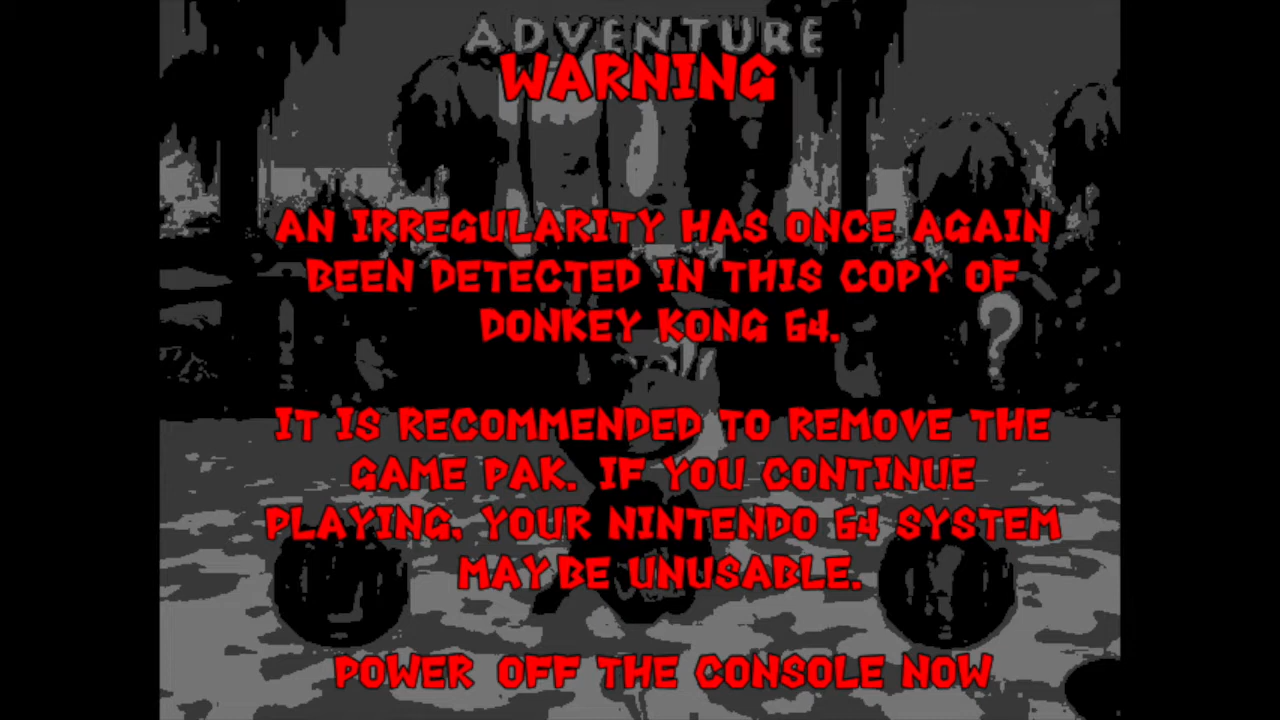 ADVENTURE
WARNING
AN IRREGULARITY HAS ONCE AGAIN
BEEN DETECTED IN THIS COPY OF
DONKEY KONG 64.
IT IS RECOMMENDED TO REMOVE THE
GAME PAK. IF YOU CONTINUE
PLAYING, YOUR NINTENDO 64 SYSTEM
MAY BE UNUSABLE.
POWER OFF THE CONSOLE NOW